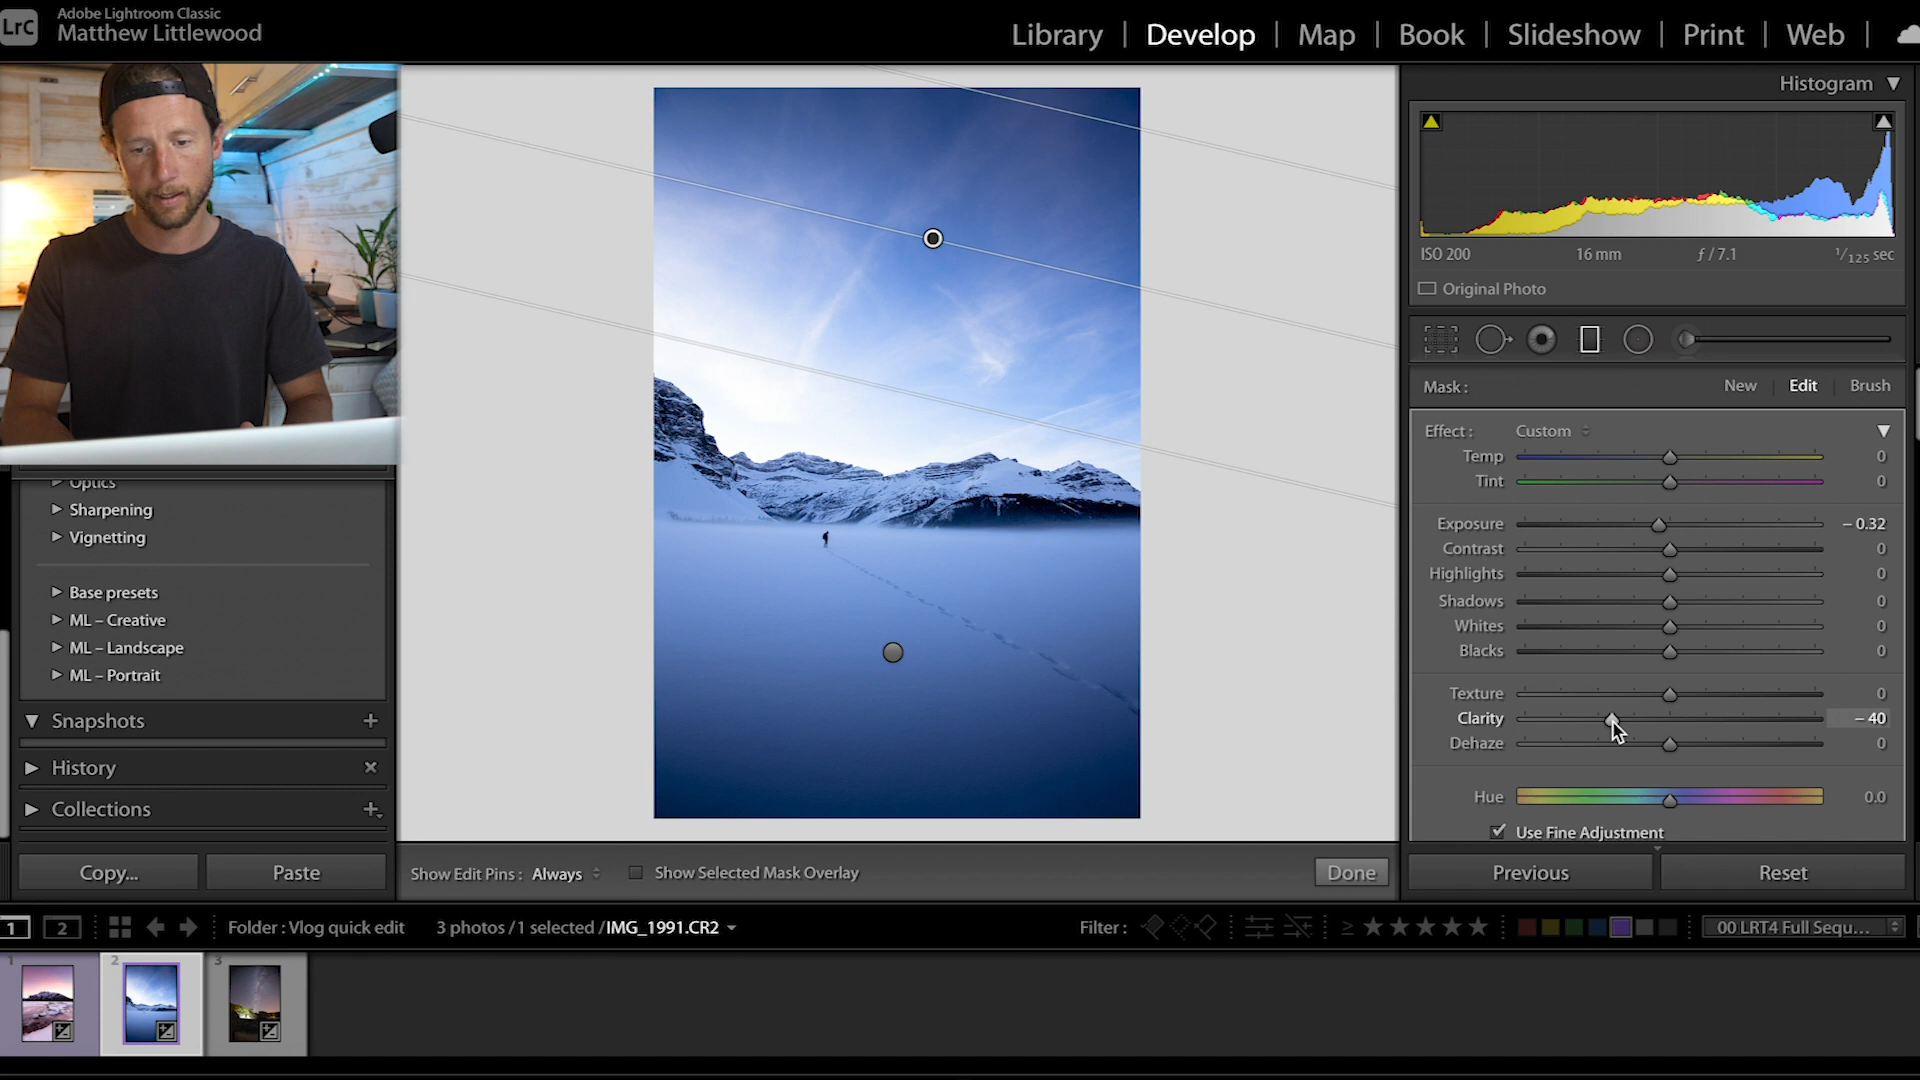 LrC
Adobe Lightroom Classic
Matthew Littlewood
Library | Develop | Map | Book | Slideshow | Print | Web |
Histogram
ISO 200 16 mm ƒ / 7.1 1/125 sec
Original Photo
Mask : New Edit Brush
Effect : Custom
Temp 0
Tint 0
Exposure – 0.32
Contrast 0
Highlights 0
Shadows 0
Whites 0
Blacks 0
Texture 0
Clarity – 40
Dehaze 0
Hue 0.0
Use Fine Adjustment
Previous Reset
Optics
Sharpening
Vignetting
Base presets
ML – Creative
ML – Landscape
ML – Portrait
Snapshots +
History ×
Collections +
Copy... Paste
Show Edit Pins : Always Show Selected Mask Overlay Done
1 2 Folder : Vlog quick edit 3 photos / 1 selected / IMG_1991.CR2 Filter : ≥ ★★★★★ 00 LRT4 Full Sequ...
1 2 3